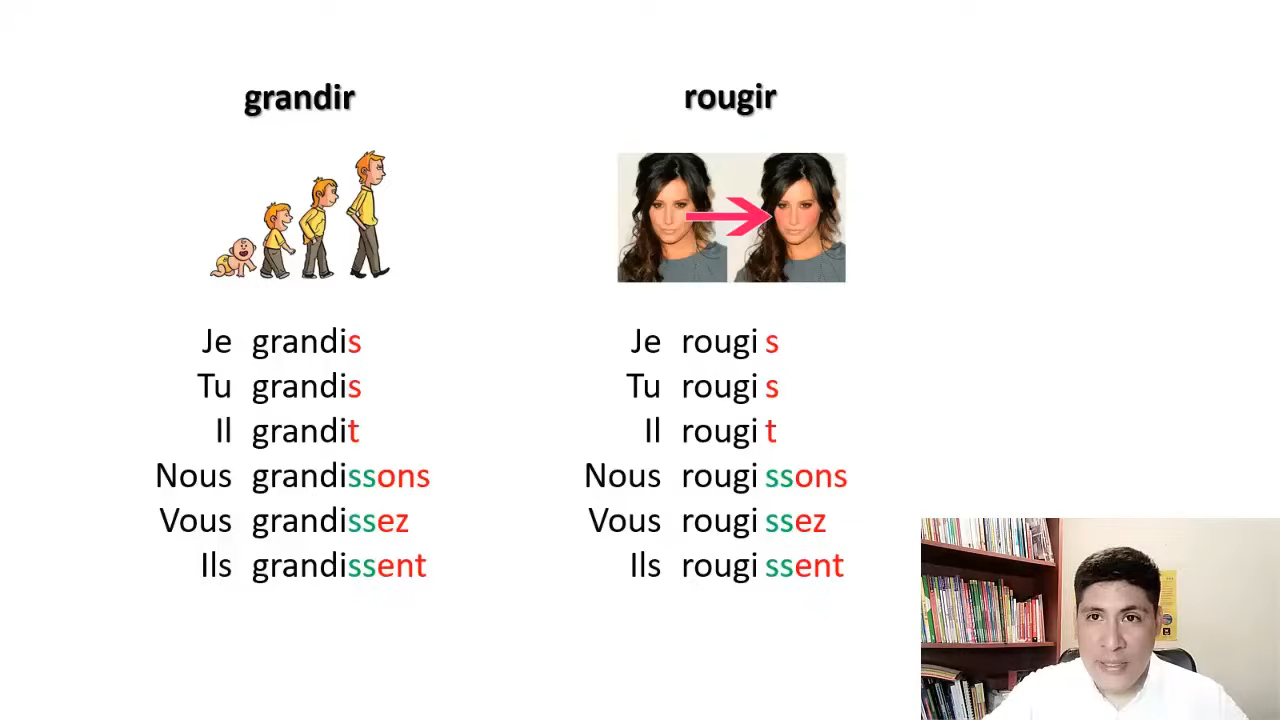 grandir
Je grandis
Tu grandis
Il grandit
Nous grandissons
Vous grandissez
Ils grandissent
rougir
Je rougi s
Tu rougi s
Il rougi t
Nous rougi ssons
Vous rougi ssez
Ils rougi ssent